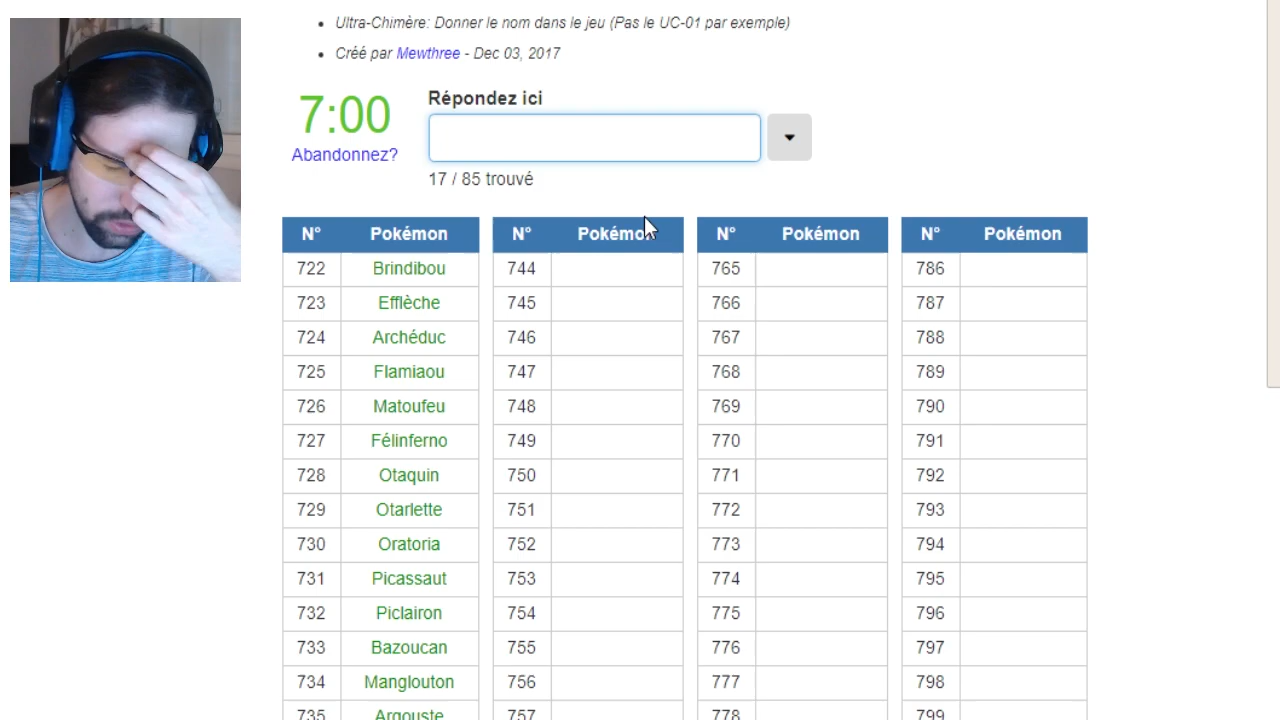 Ultra-Chimère: Donner le nom dans le jeu (Pas le UC-01 par exemple)
Créé par Mewthree - Dec 03, 2017
7:00
Abandonnez?
Répondez ici
17 / 85 trouvé
N° Pokémon N° Pokémon N° Pokémon N° Pokémon
722 Brindibou 744 765 786
723 Efflèche 745 766 787
724 Archéduc 746 767 788
725 Flamiaou 747 768 789
726 Matoufeu 748 769 790
727 Félinferno 749 770 791
728 Otaquin 750 771 792
729 Otarlette 751 772 793
730 Oratoria 752 773 794
731 Picassaut 753 774 795
732 Piclairon 754 775 796
733 Bazoucan 755 776 797
734 Manglouton 756 777 798
735 Argouste 757 778 799